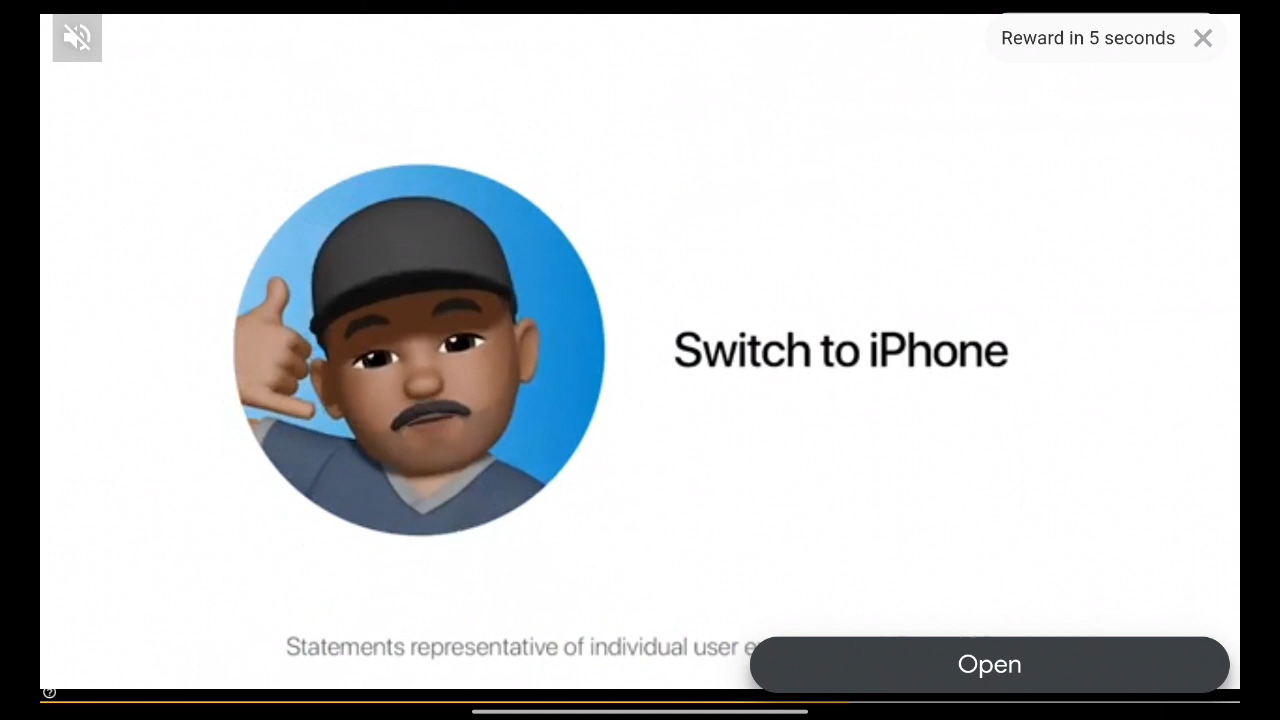 Reward in 5 seconds
Switch to iPhone
Statements representative of individual user
Open